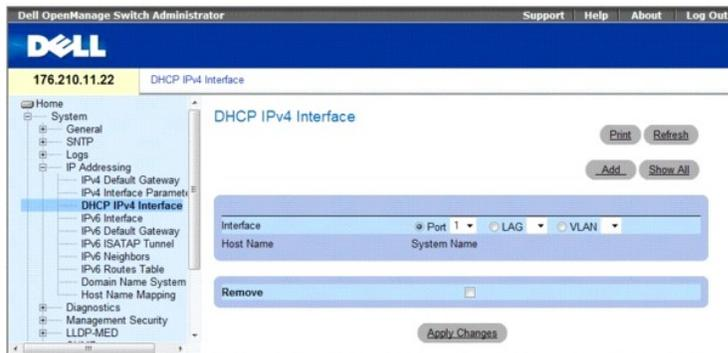 Dell OpenManage Switch Administrator Support Help About Log Out
DELL
176.210.11.22 DHCP IPv4 Interface
Home
System
General
SNTP
Logs
IP Addressing
IPv4 Default Gateway
IPv4 Interface Paramete
DHCP IPv4 Interface
IPv6 Interface
IPv6 Default Gateway
IPv6 ISATAP Tunnel
IPv6 Neighbors
IPv6 Routes Table
Domain Name System
Host Name Mapping
Diagnostics
Management Security
LLDP-MED
DHCP IPv4 Interface
Print Refresh
Add Show All
Interface Port 1 LAG VLAN
Host Name System Name
Remove
Apply Changes